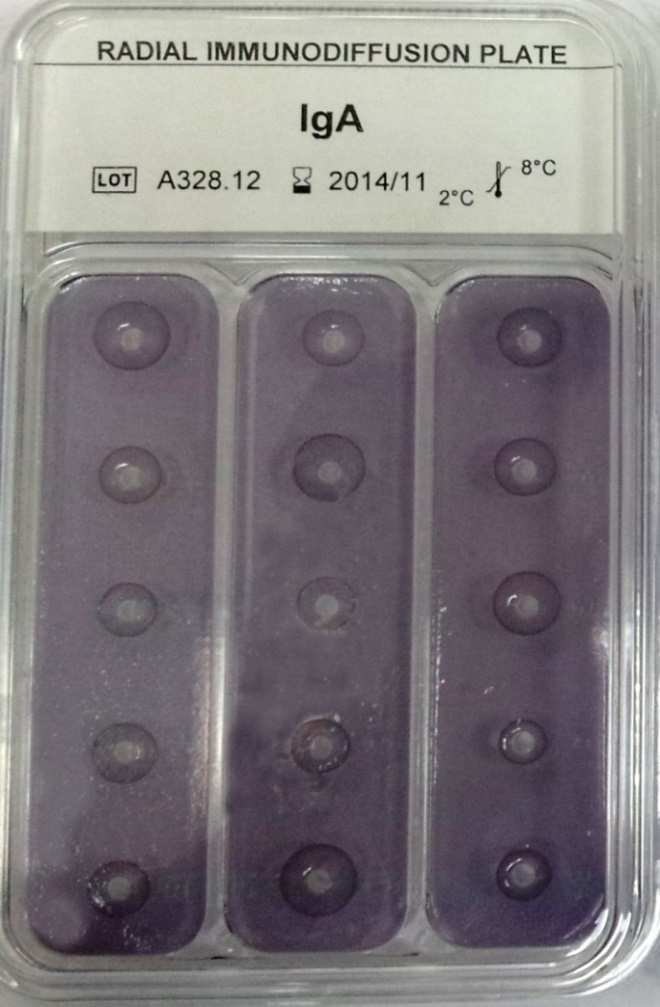 RADIAL IMMUNODIFFUSION PLATE
IgA
LOT A328.12 2014/11 2°C 8°C